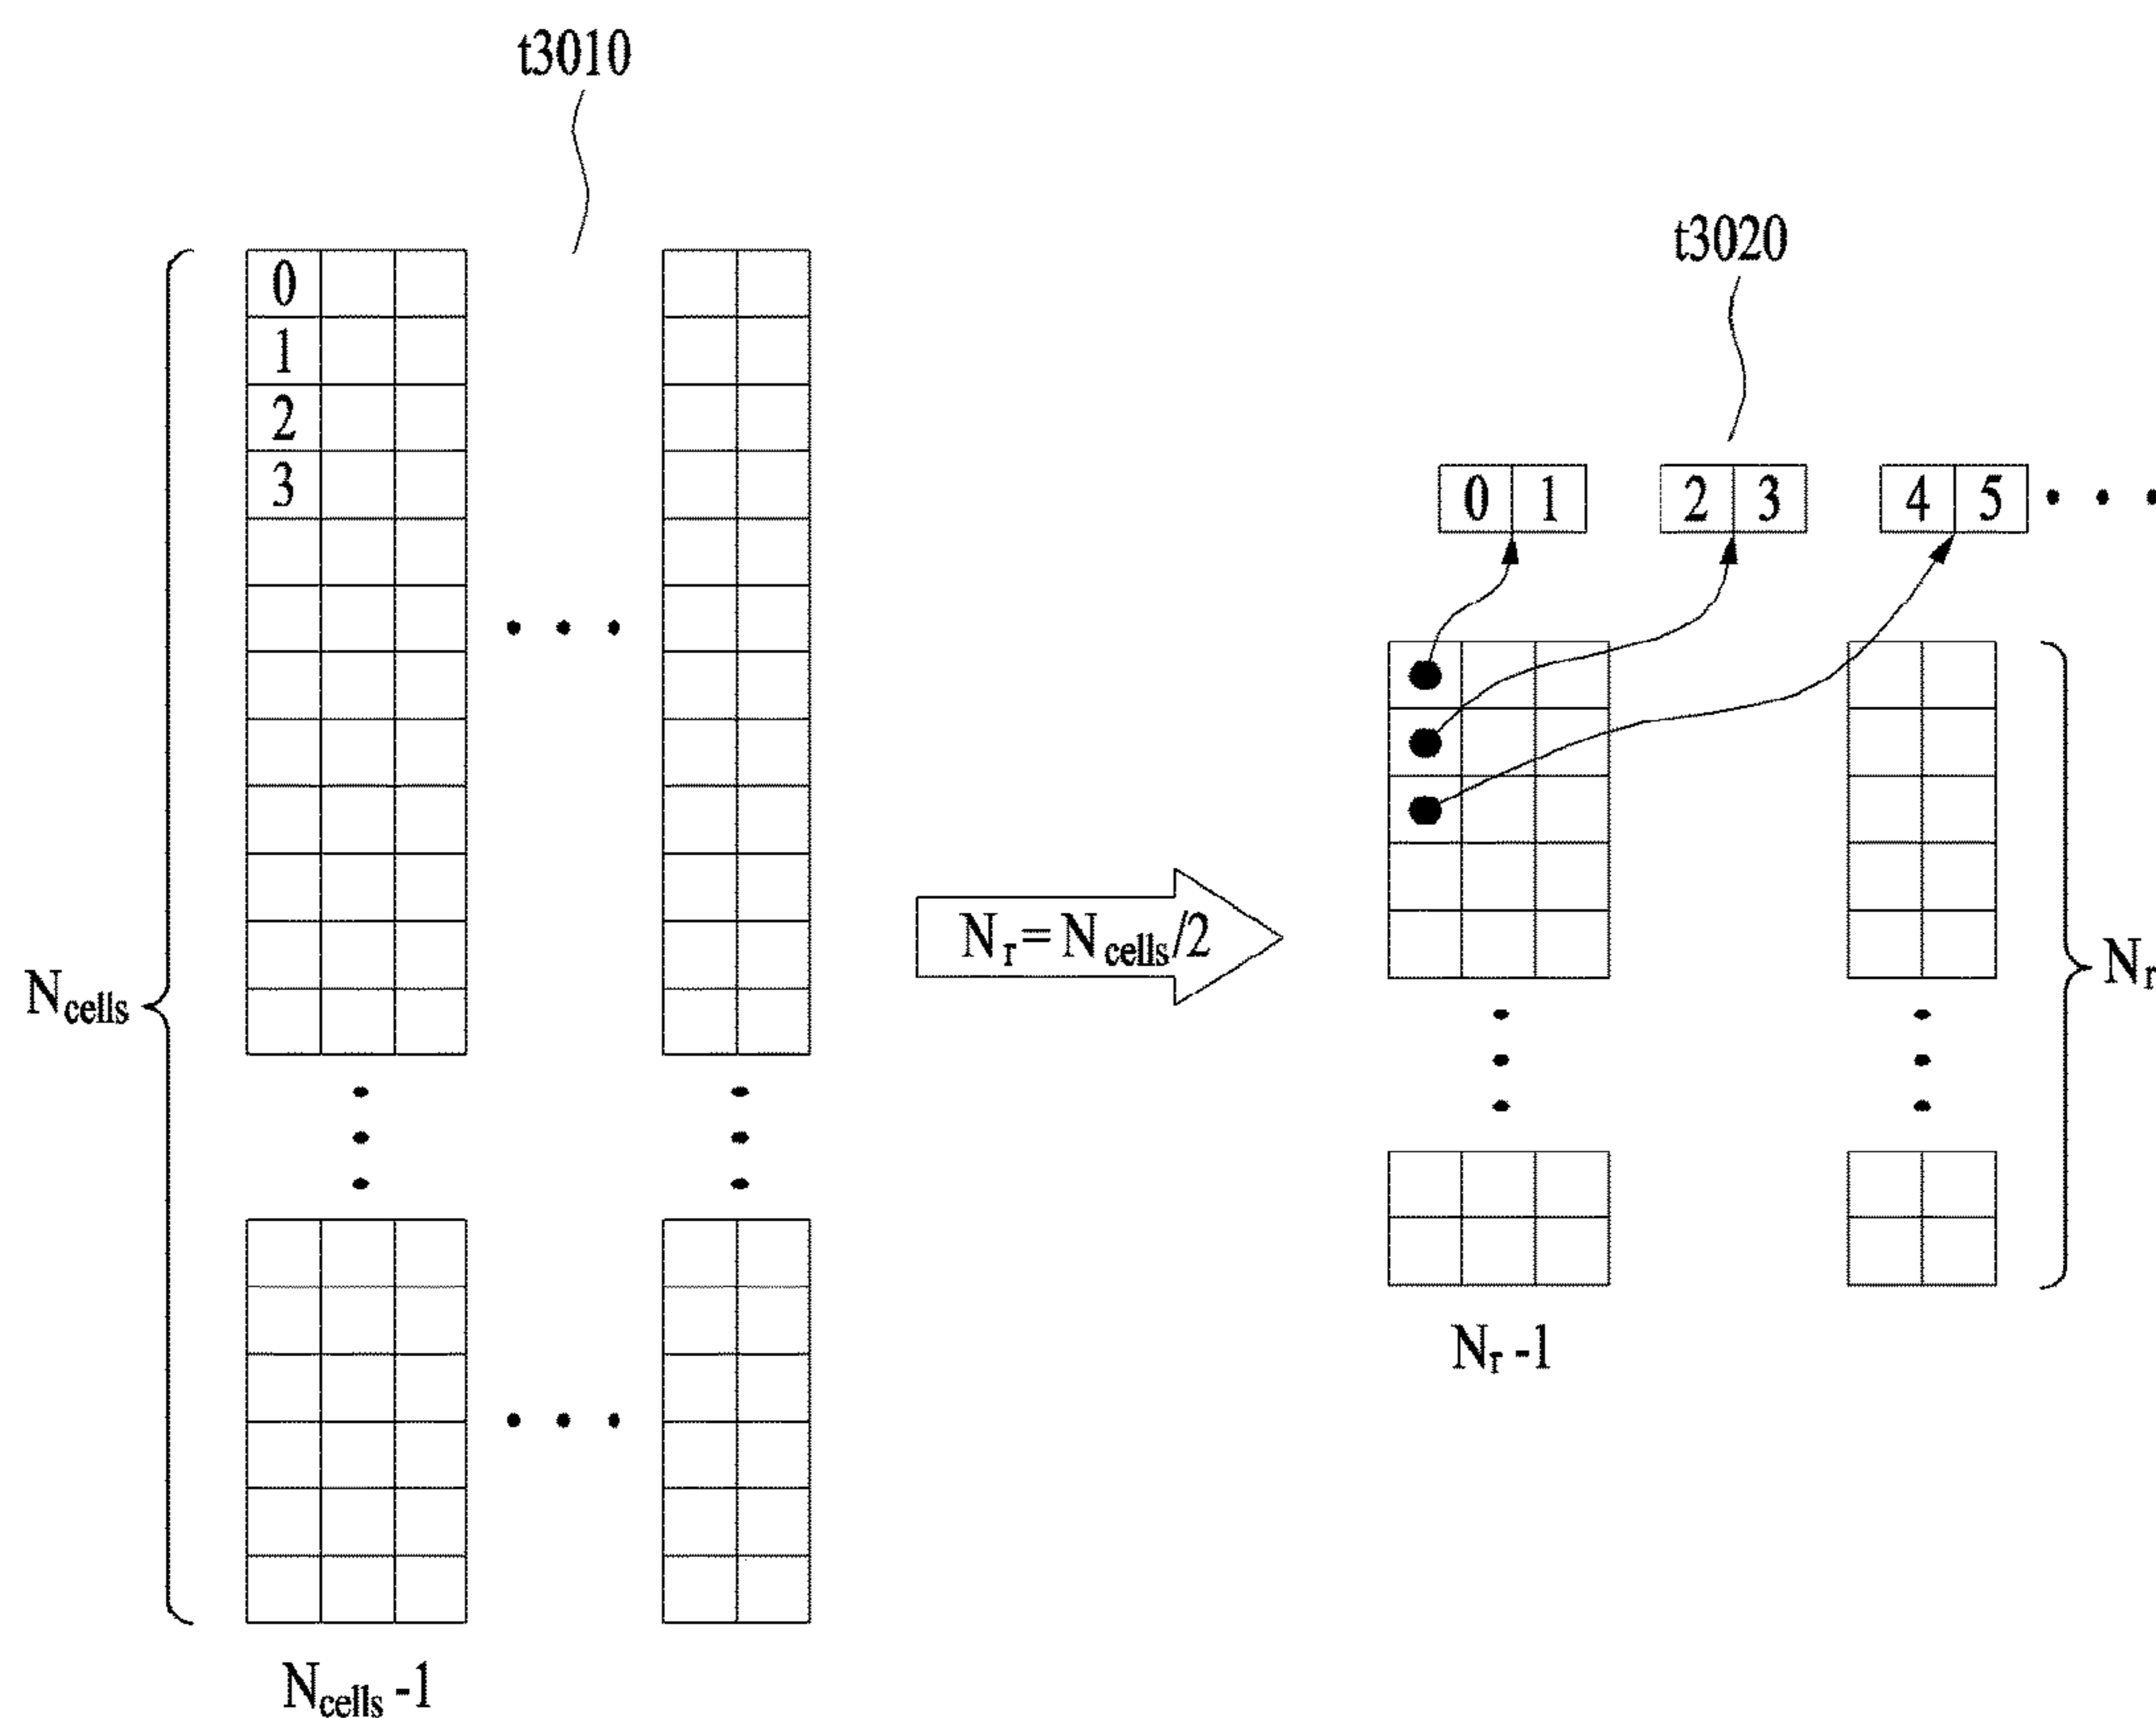 t3010
t3020
0
1
2
3
0 1
2 3
4 5
N_r = N_cells/2
N_cells
N_r
N_r -1
N_cells -1